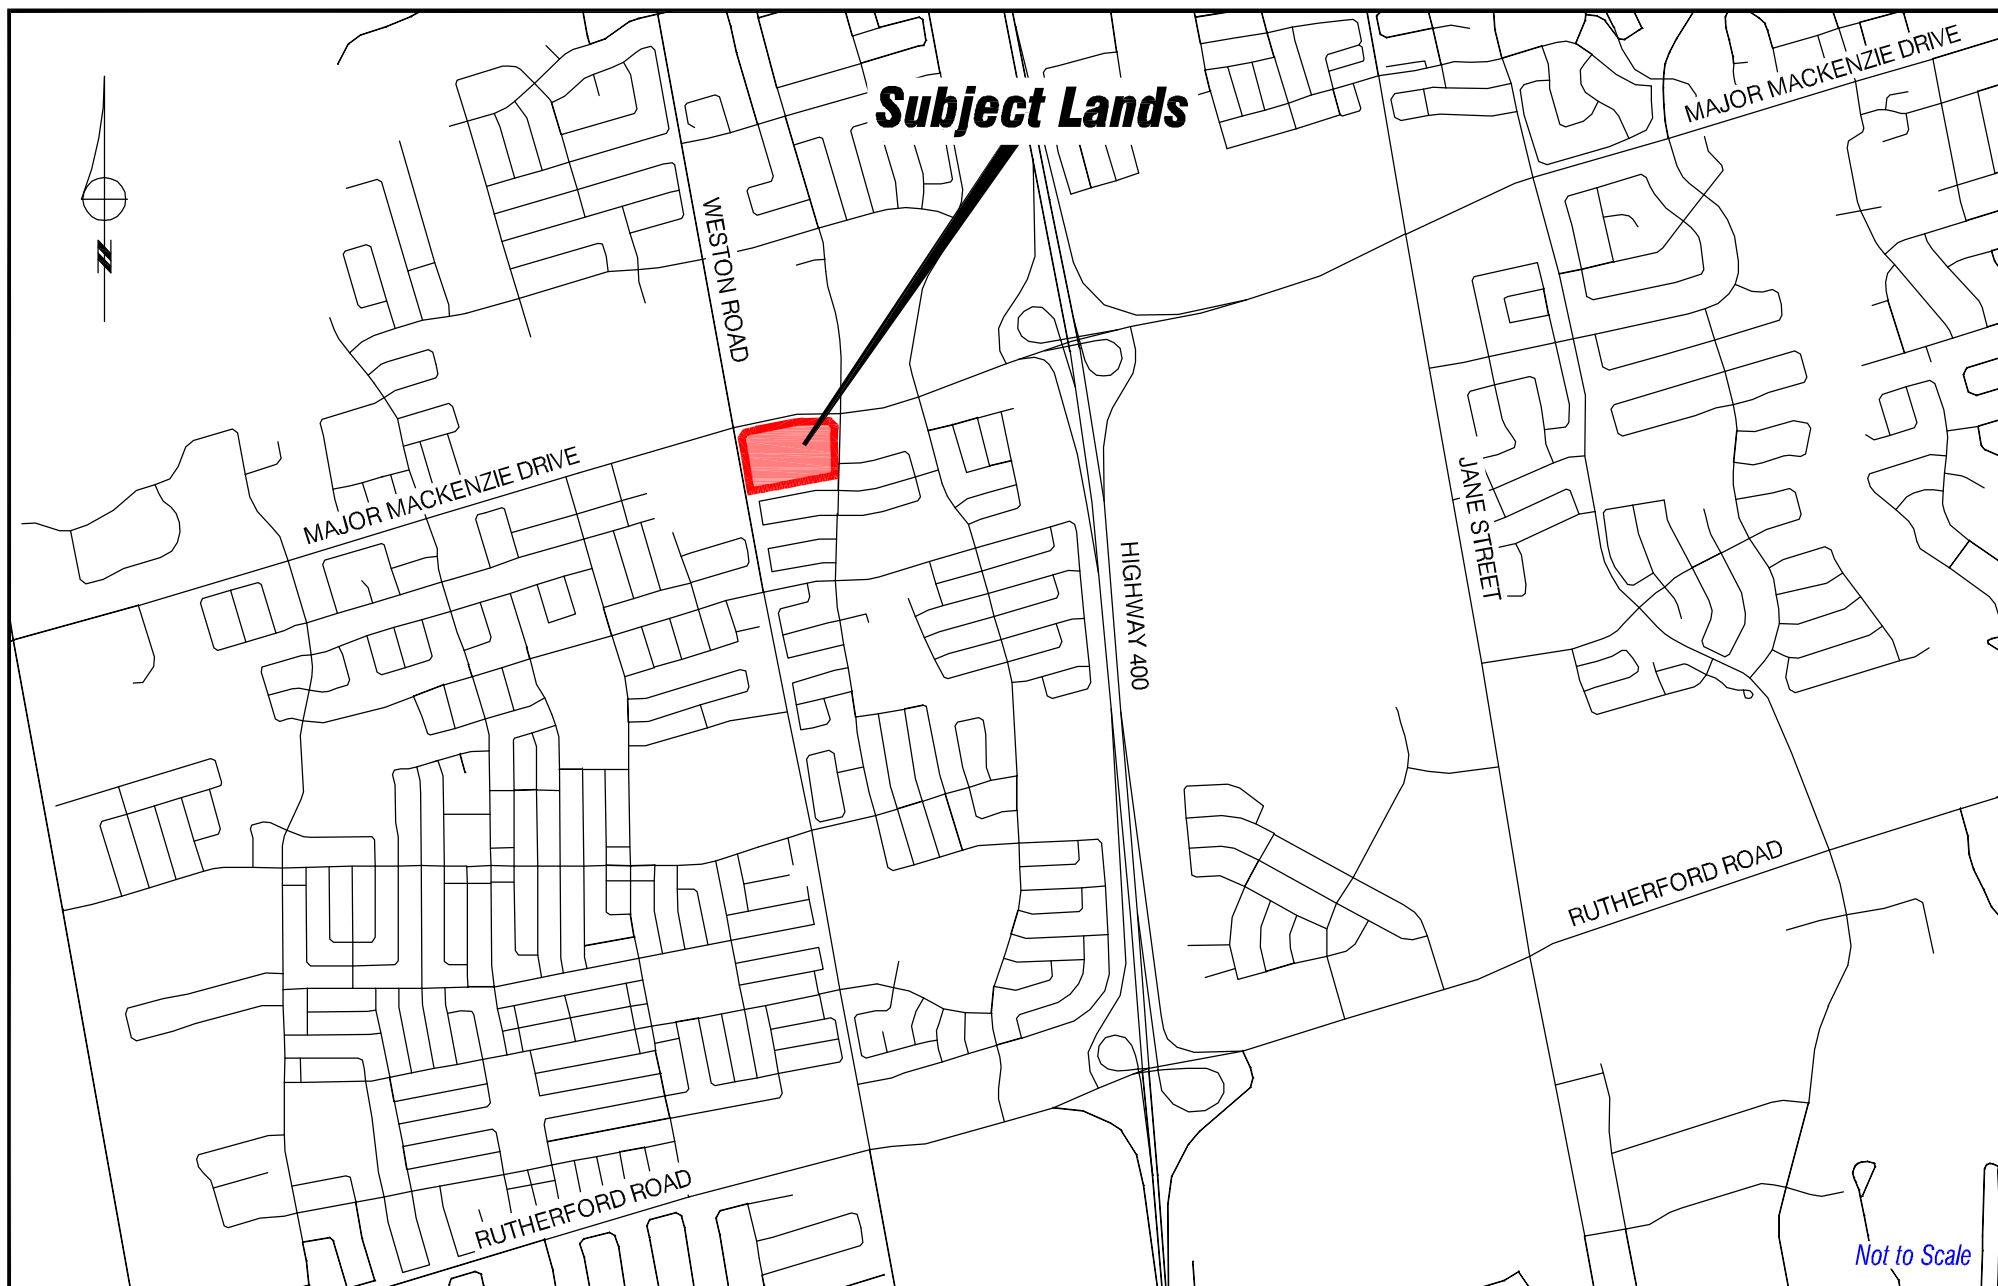 MAJOR MACKENZIE DRIVE
Subject Lands
WESTON ROAD
MAJOR MACKENZIE DRIVE
JANE STREET
HIGHWAY 400
RUTHERFORD ROAD
RUTHERFORD ROAD
Not to Scale
N